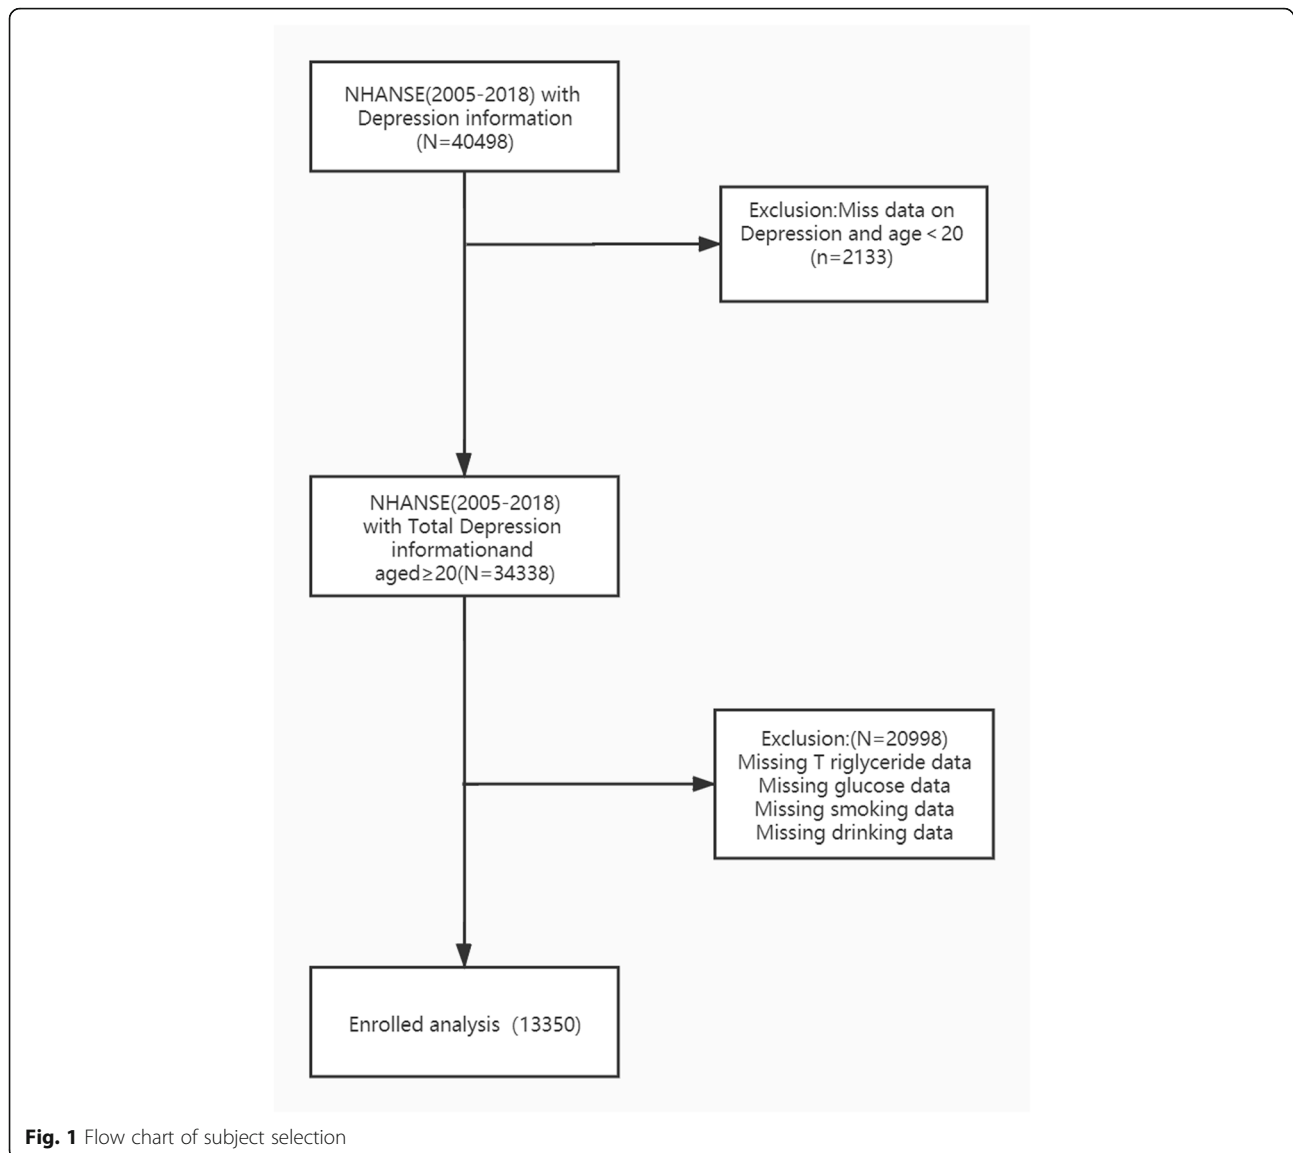 NHANSE(2005-2018) with
Depression information
(N=40498)
Exclusion:Miss data on
Depression and age < 20
(n=2133)
NHANSE(2005-2018)
with Total Depression
informationand
aged≥20(N=34338)
Exclusion:(N=20998)
Missing T riglyceride data
Missing glucose data
Missing smoking data
Missing drinking data
Enrolled analysis (13350)
Fig. 1 Flow chart of subject selection